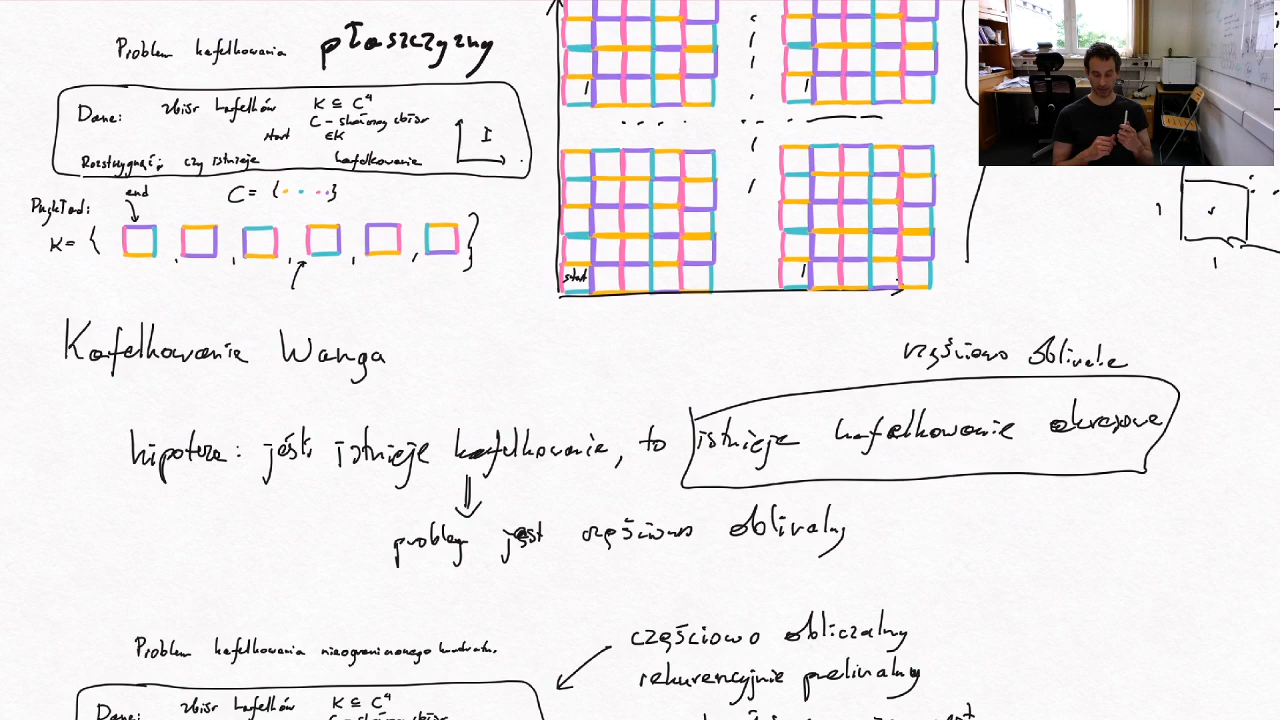 Problem kafelkowania płaszczyzny
Dane: zbiór kafelków K ⊆ C⁴
C - skończony zbiór
start ∈K
I
Rozstrzygnąć: czy istnieje kafelkowanie
end
C = {· · · ·}
Przykład:
K = { , , , , , }
start
Kafelkowanie Wanga
częściowo obliczalne
hipoteza: jeśli istnieje kafelkowanie, to istnieje kafelkowanie okresowe
⇓
problem jest częściowo obliczalny
Problem kafelkowania nieograniczonego kwadratu.
częściowo obliczalny
rekurencyjnie przeliczalny
Dane: zbiór kafelków K ⊆ C⁴